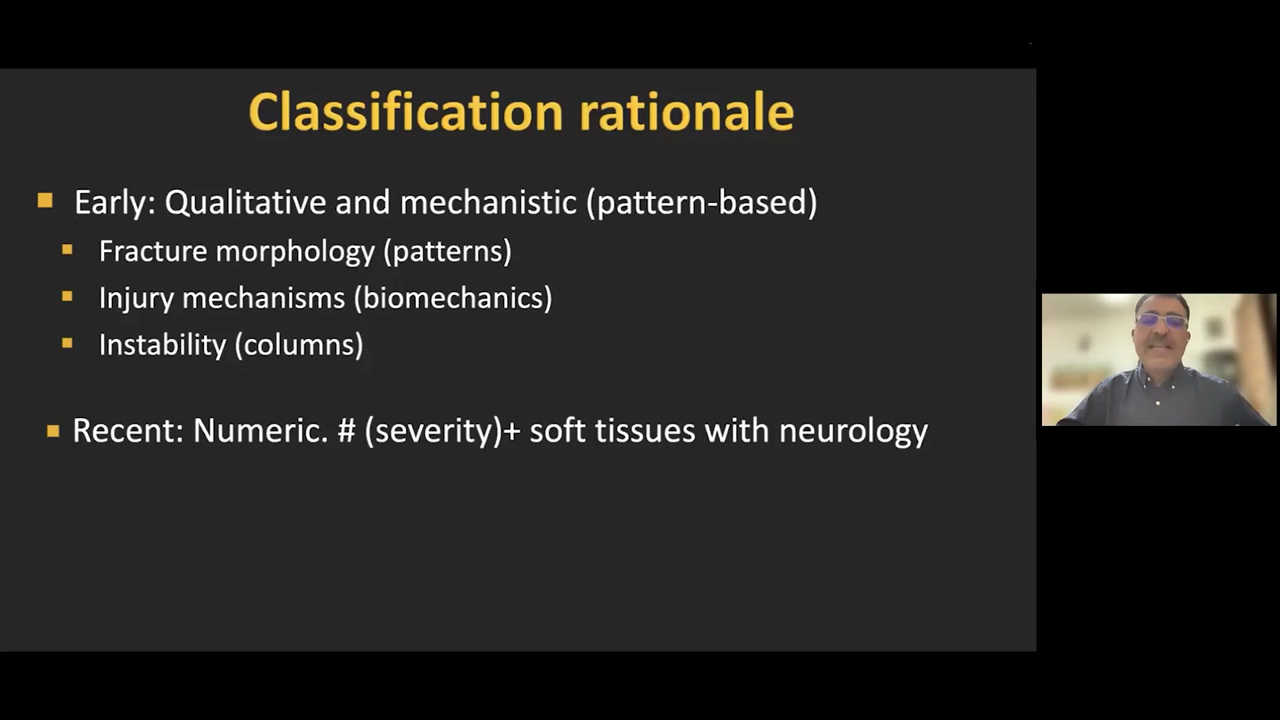 Classification rationale
Early: Qualitative and mechanistic (pattern-based)
Fracture morphology (patterns)
Injury mechanisms (biomechanics)
Instability (columns)
Recent: Numeric. # (severity)+ soft tissues with neurology